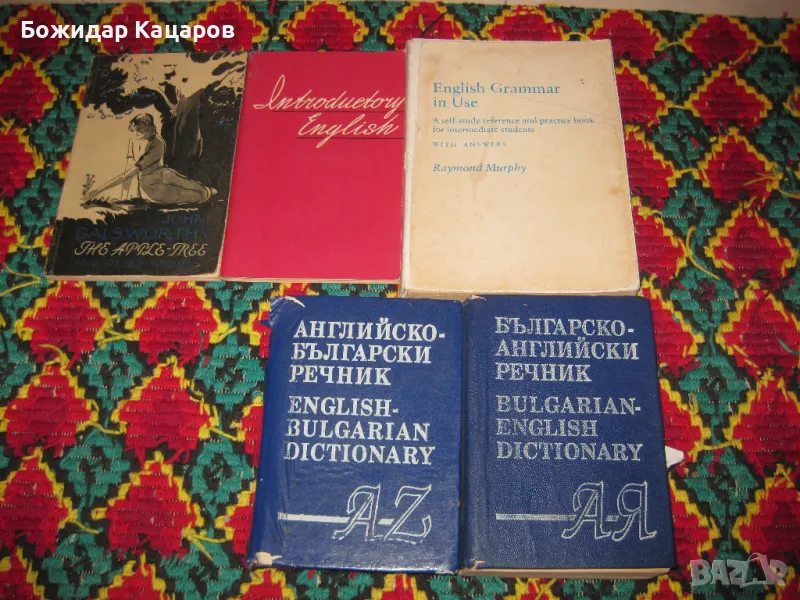 Божидар Кацаров
JOHN
GALSWORTHY
THE APPLE-TREE
Introductory
English
English Grammar
in Use
A self-study reference and practice book
for intermediate students
WITH ANSWERS
Raymond Murphy
АНГЛИЙСКО-
БЪЛГАРСКИ
РЕЧНИК
ENGLISH-
BULGARIAN
DICTIONARY
A-Z
БЪЛГАРСКО-
АНГЛИЙСКИ
РЕЧНИК
BULGARIAN-
ENGLISH
DICTIONARY
А-Я
BAZAR